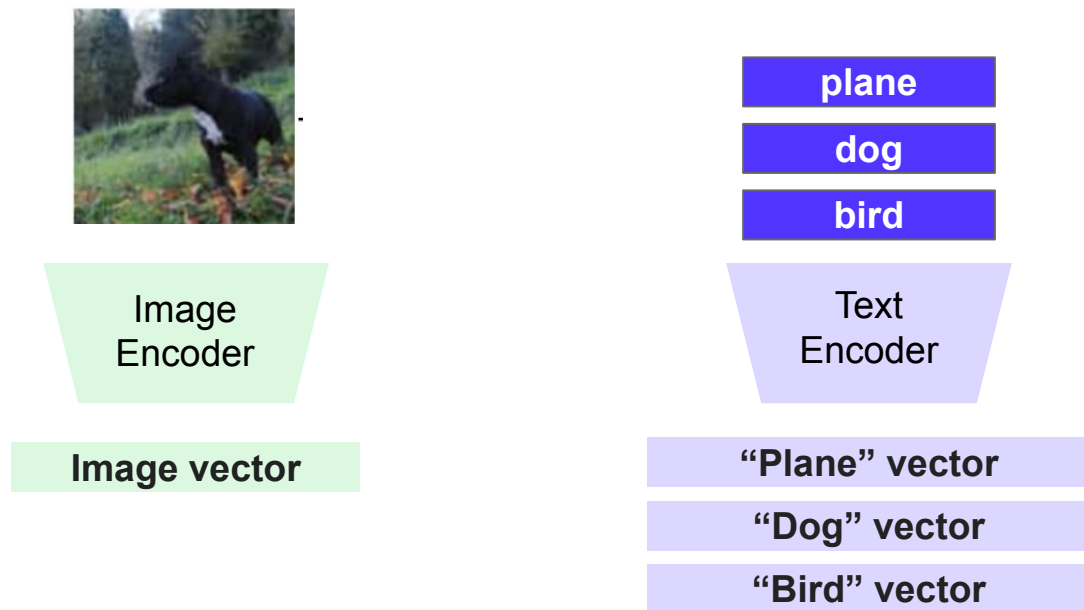 plane
dog
bird
Image
Encoder
Text
Encoder
Image vector
“Plane” vector
“Dog” vector
“Bird” vector